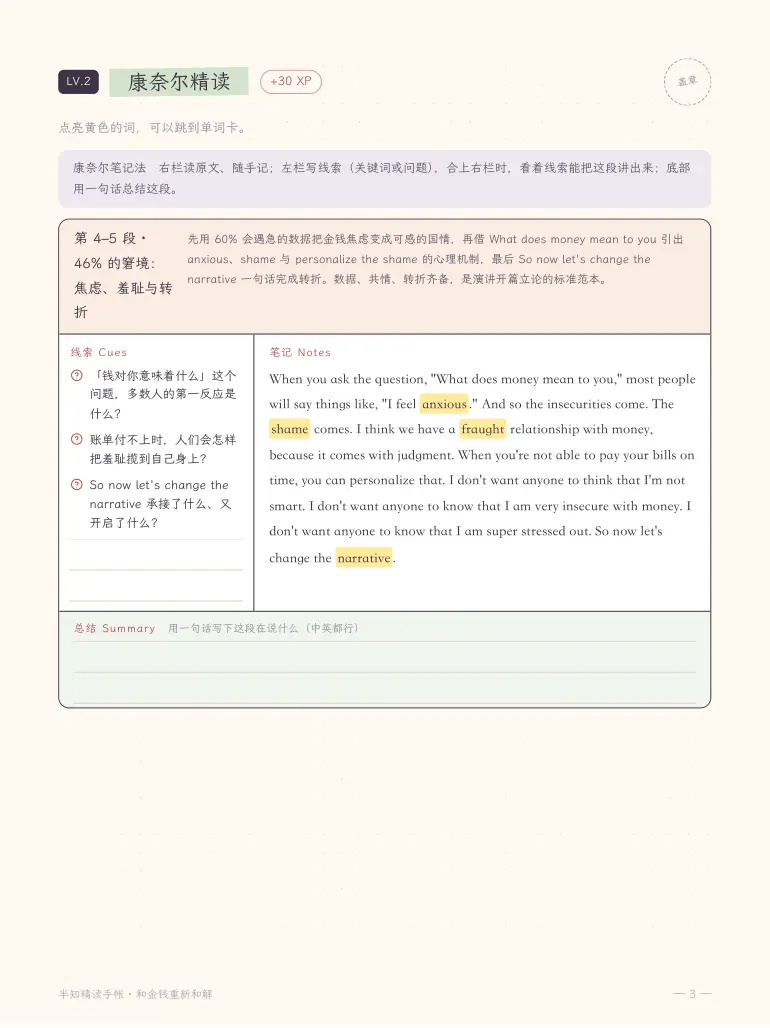 LV.2 康奈尔精读 +30 XP 盖章
点亮黄色的词，可以跳到单词卡。
康奈尔笔记法 右栏读原文、随手记；左栏写线索（关键词或问题），合上右栏时，看着线索能把这段讲出来；底部
用一句话总结这段。
第 4–5 段·
46% 的窘境：
焦虑、羞耻与转
折
先用 60% 会遇急的数据把金钱焦虑变成可感的国情，再借 What does money mean to you 引出
anxious、shame 与 personalize the shame 的心理机制，最后 So now let's change the
narrative 一句话完成转折。数据、共情、转折齐备，是演讲开篇立论的标准范本。
线索 Cues
「钱对你意味着什么」这个
问题，多数人的第一反应是
什么？
账单付不上时，人们会怎样
把羞耻揽到自己身上？
So now let's change the
narrative 承接了什么、又
开启了什么？
笔记 Notes
When you ask the question, "What does money mean to you," most people
will say things like, "I feel anxious." And so the insecurities come. The
shame comes. I think we have a fraught relationship with money,
because it comes with judgment. When you're not able to pay your bills on
time, you can personalize that. I don't want anyone to think that I'm not
smart. I don't want anyone to know that I am very insecure with money. I
don't want anyone to know that I am super stressed out. So now let's
change the narrative.
总结 Summary 用一句话写下这段在说什么（中英都行）
半知精读手帐·和金钱重新和解
— 3 —